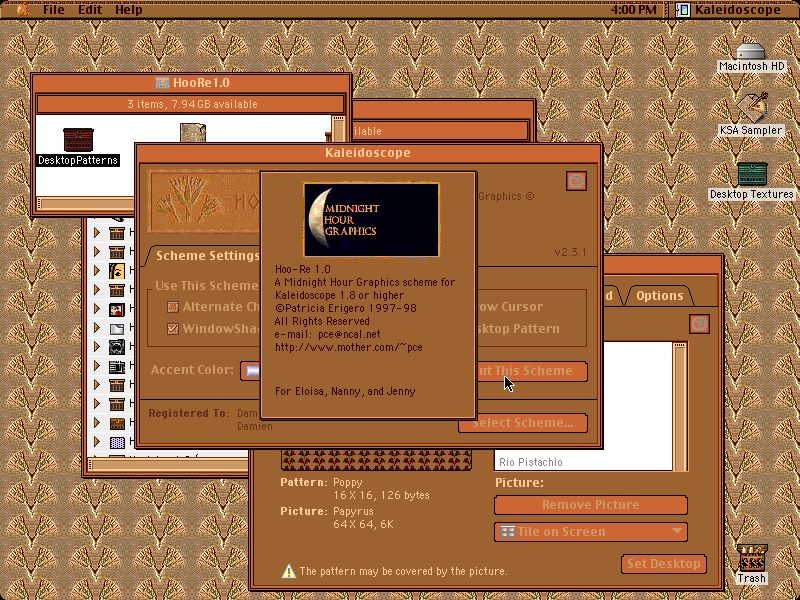 File Edit Help
4:00 PM Kaleidoscope
Macintosh HD
KSA Sampler
Desktop Textures
Trash
HooRe1.0
3 items, 7.94 GB available
DesktopPatterns
ilable
Kaleidoscope
HO
Graphics ©
v2.3.1
Scheme Settings
Use This Scheme
Alternate Ch
WindowSha
ow Cursor
sktop Pattern
Accent Color:
ut This Scheme
Registered To: Dam
Damien
Select Scheme...
MIDNIGHT
HOUR
GRAPHICS
Hoo-Re 1.0
A Midnight Hour Graphics scheme for
Kaleidoscope 1.8 or higher
©Patricia Erigero 1997-98
All Rights Reserved
e-mail: pce@ncal.net
http://www.mother.com/~pce
For Eloisa, Nanny, and Jenny
d Options
Rio Pistachio
Pattern: Poppy
16 X 16, 126 bytes
Picture: Papyrus
64 X 64, 6K
Picture:
Remove Picture
Tile on Screen
Set Desktop
The pattern may be covered by the picture.